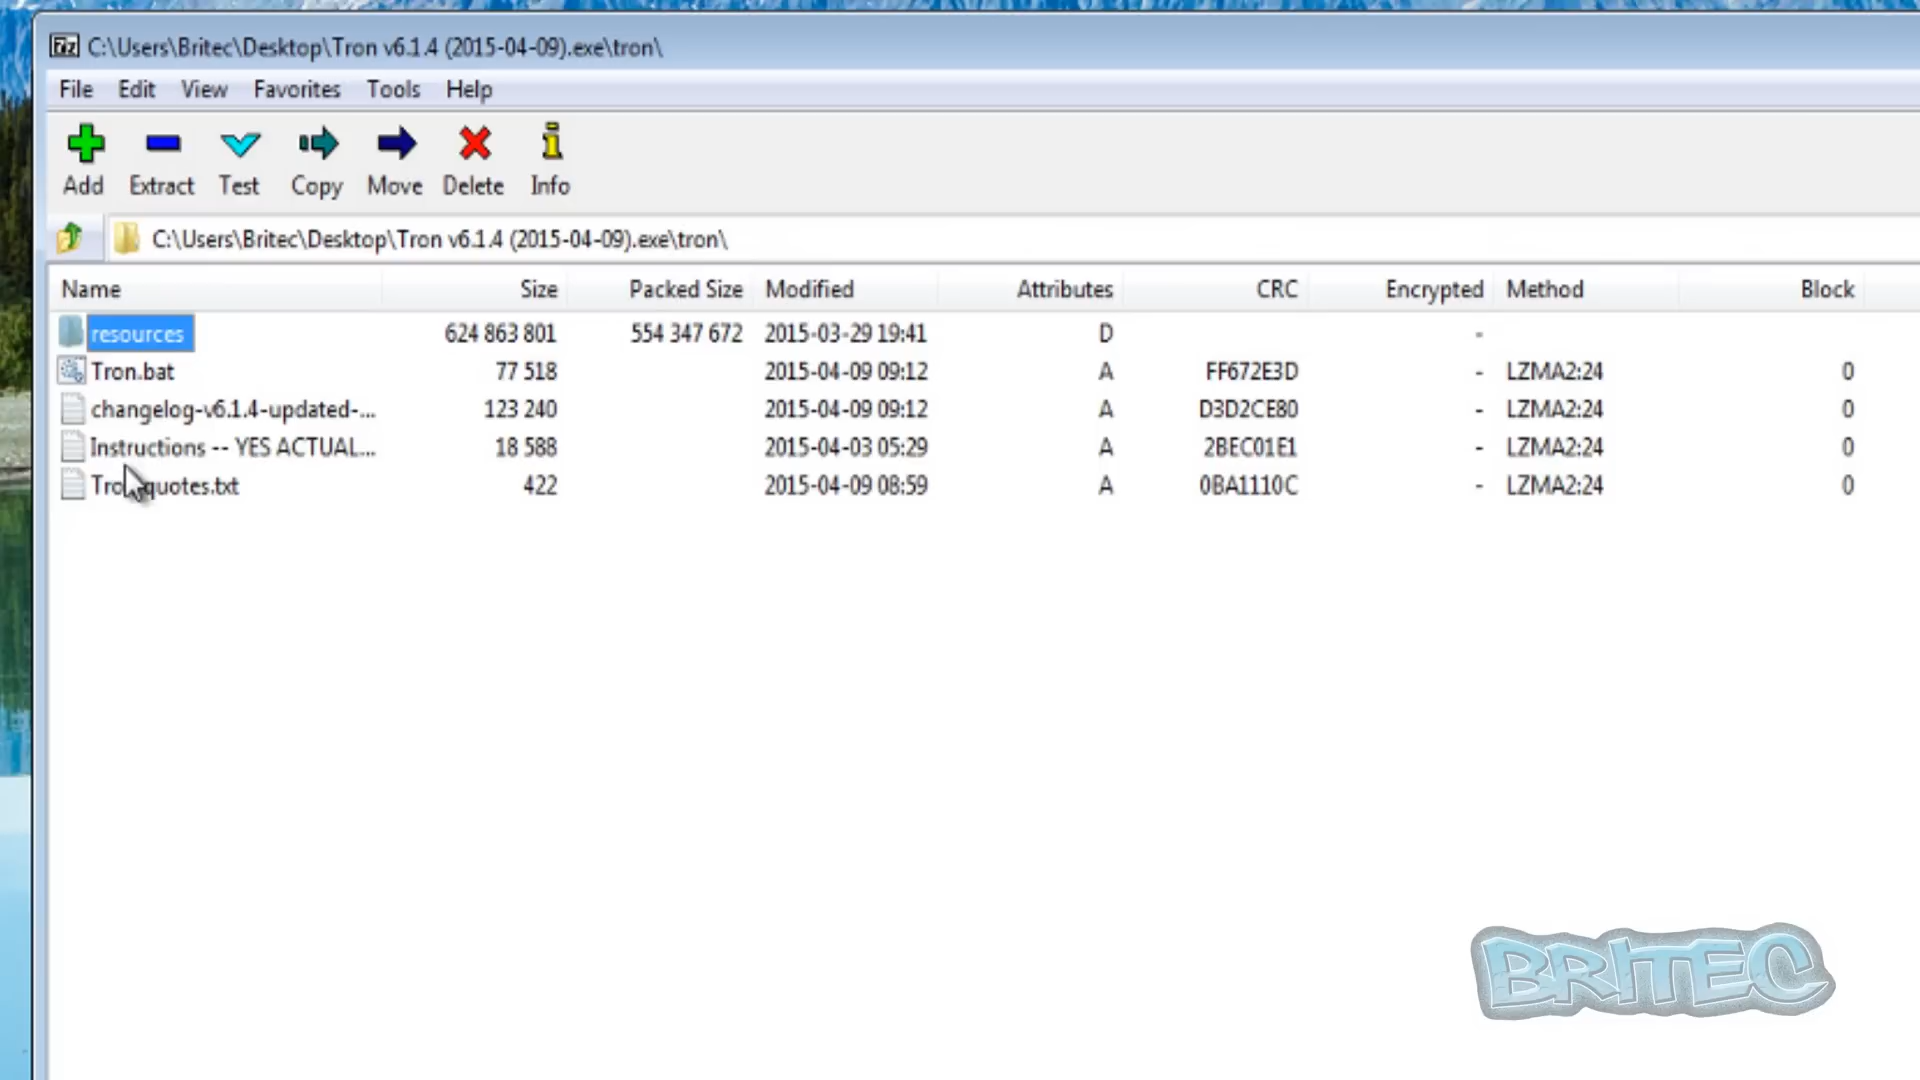 C:\Users\Britec\Desktop\Tron v6.1.4 (2015-04-09).exe\tron\
File Edit View Favorites Tools Help
Add Extract Test Copy Move Delete Info
C:\Users\Britec\Desktop\Tron v6.1.4 (2015-04-09).exe\tron\
Name Size Packed Size Modified Attributes CRC Encrypted Method Block
resources 624 863 801 554 347 672 2015-03-29 19:41 D -
Tron.bat 77 518 2015-04-09 09:12 A FF672E3D - LZMA2:24 0
changelog-v6.1.4-updated-... 123 240 2015-04-09 09:12 A D3D2CE80 - LZMA2:24 0
Instructions -- YES ACTUAL... 18 588 2015-04-03 05:29 A 2BEC01E1 - LZMA2:24 0
quotes.txt 422 2015-04-09 08:59 A 0BA1110C - LZMA2:24 0
BRITEC